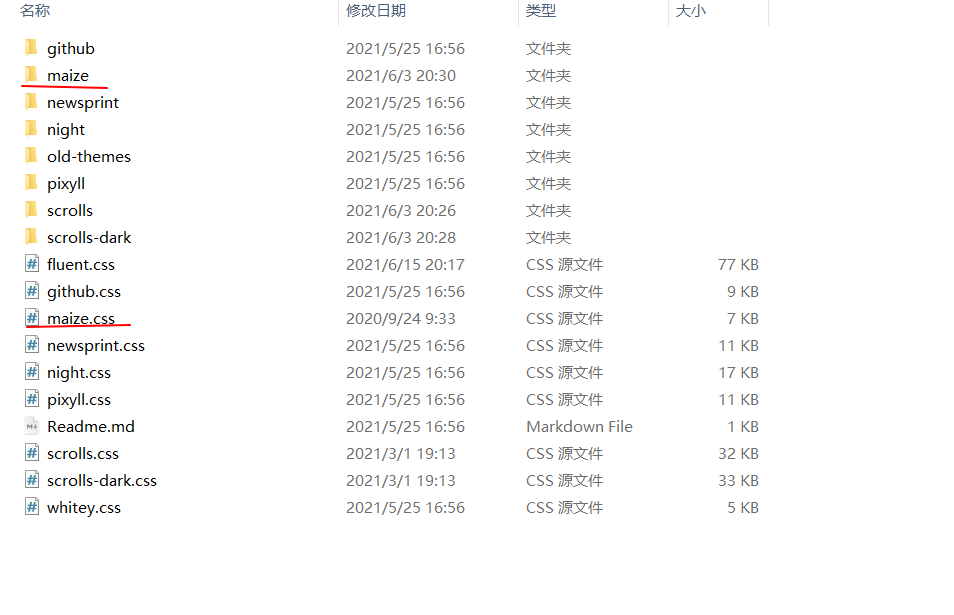 名称 修改日期 类型 大小
github 2021/5/25 16:56 文件夹
maize 2021/6/3 20:30 文件夹
newsprint 2021/5/25 16:56 文件夹
night 2021/5/25 16:56 文件夹
old-themes 2021/5/25 16:56 文件夹
pixyll 2021/5/25 16:56 文件夹
scrolls 2021/6/3 20:26 文件夹
scrolls-dark 2021/6/3 20:28 文件夹
fluent.css 2021/6/15 20:17 CSS 源文件 77 KB
github.css 2021/5/25 16:56 CSS 源文件 9 KB
maize.css 2020/9/24 9:33 CSS 源文件 7 KB
newsprint.css 2021/5/25 16:56 CSS 源文件 11 KB
night.css 2021/5/25 16:56 CSS 源文件 17 KB
pixyll.css 2021/5/25 16:56 CSS 源文件 11 KB
Readme.md 2021/5/25 16:56 Markdown File 1 KB
scrolls.css 2021/3/1 19:13 CSS 源文件 32 KB
scrolls-dark.css 2021/3/1 19:13 CSS 源文件 33 KB
whitey.css 2021/5/25 16:56 CSS 源文件 5 KB